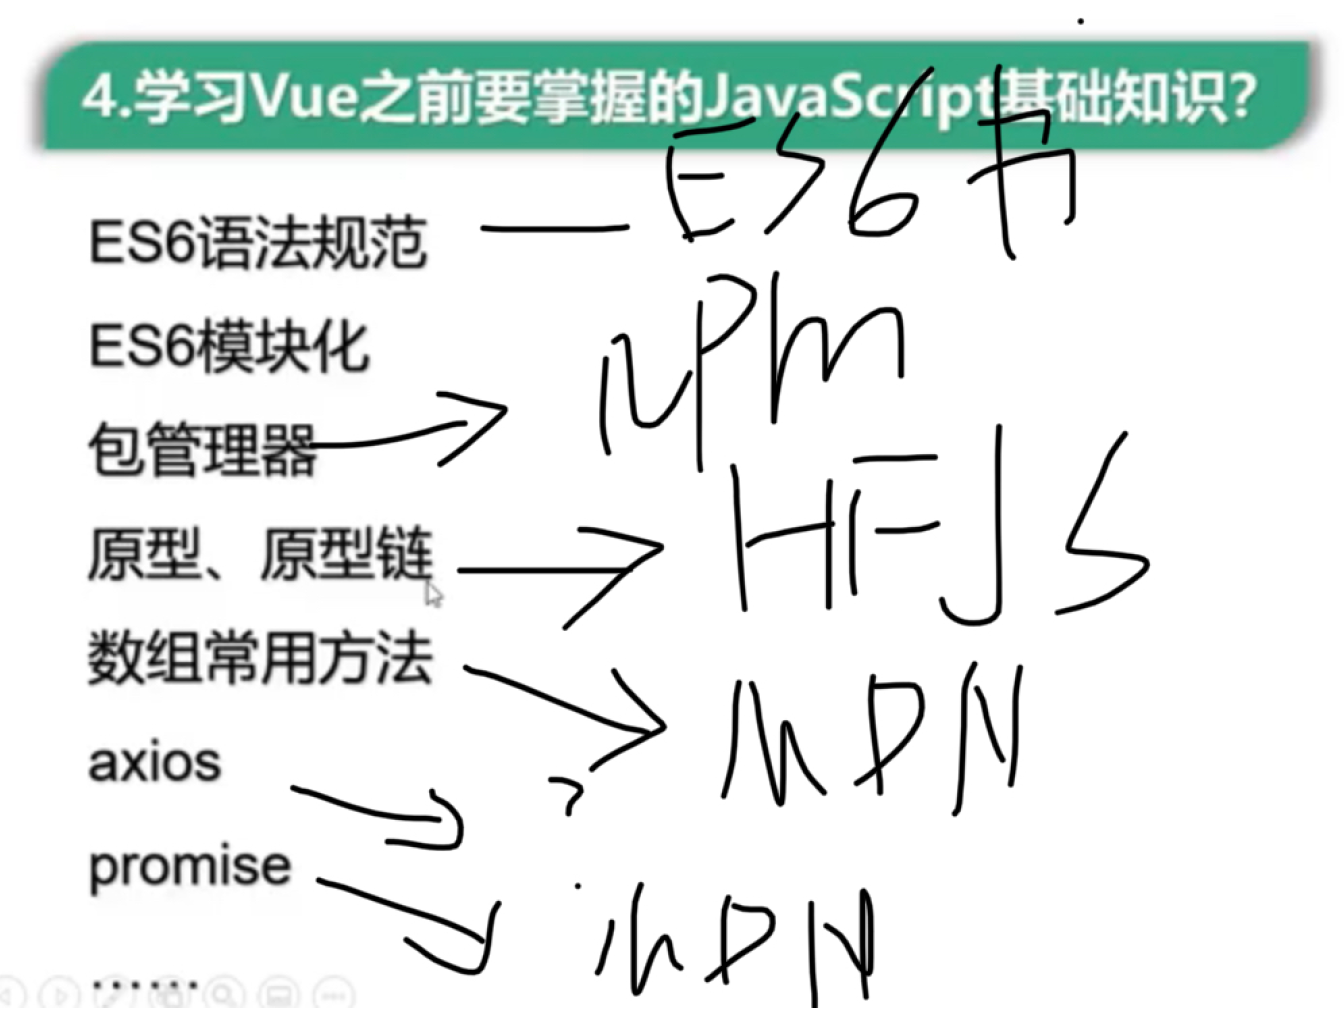 4.学习Vue之前要掌握的JavaScript基础知识？
ES6语法规范 ES6书
ES6模块化
包管理器 NPM
原型、原型链 HFJS
数组常用方法 MDN
axios ?
promise MDN
......